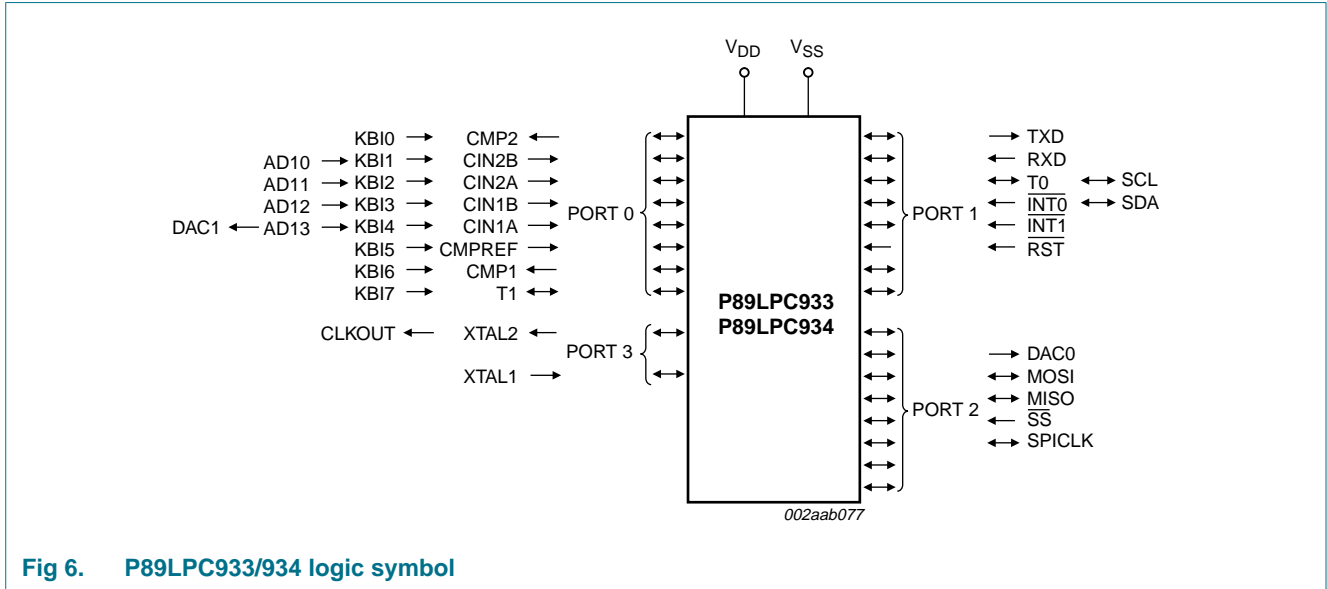 VDD VSS
KBI0 CMP2 TXD
AD10 KBI1 CIN2B RXD
AD11 KBI2 CIN2A T0 SCL
AD12 KBI3 CIN1B PORT 0 PORT 1 INT0 SDA
DAC1 AD13 KBI4 CIN1A INT1
KBI5 CMPREF RST
KBI6 CMP1
KBI7 T1
P89LPC933
P89LPC934
CLKOUT XTAL2
PORT 3 DAC0
XTAL1 MOSI
MISO
PORT 2 SS
SPICLK
002aab077
Fig 6. P89LPC933/934 logic symbol